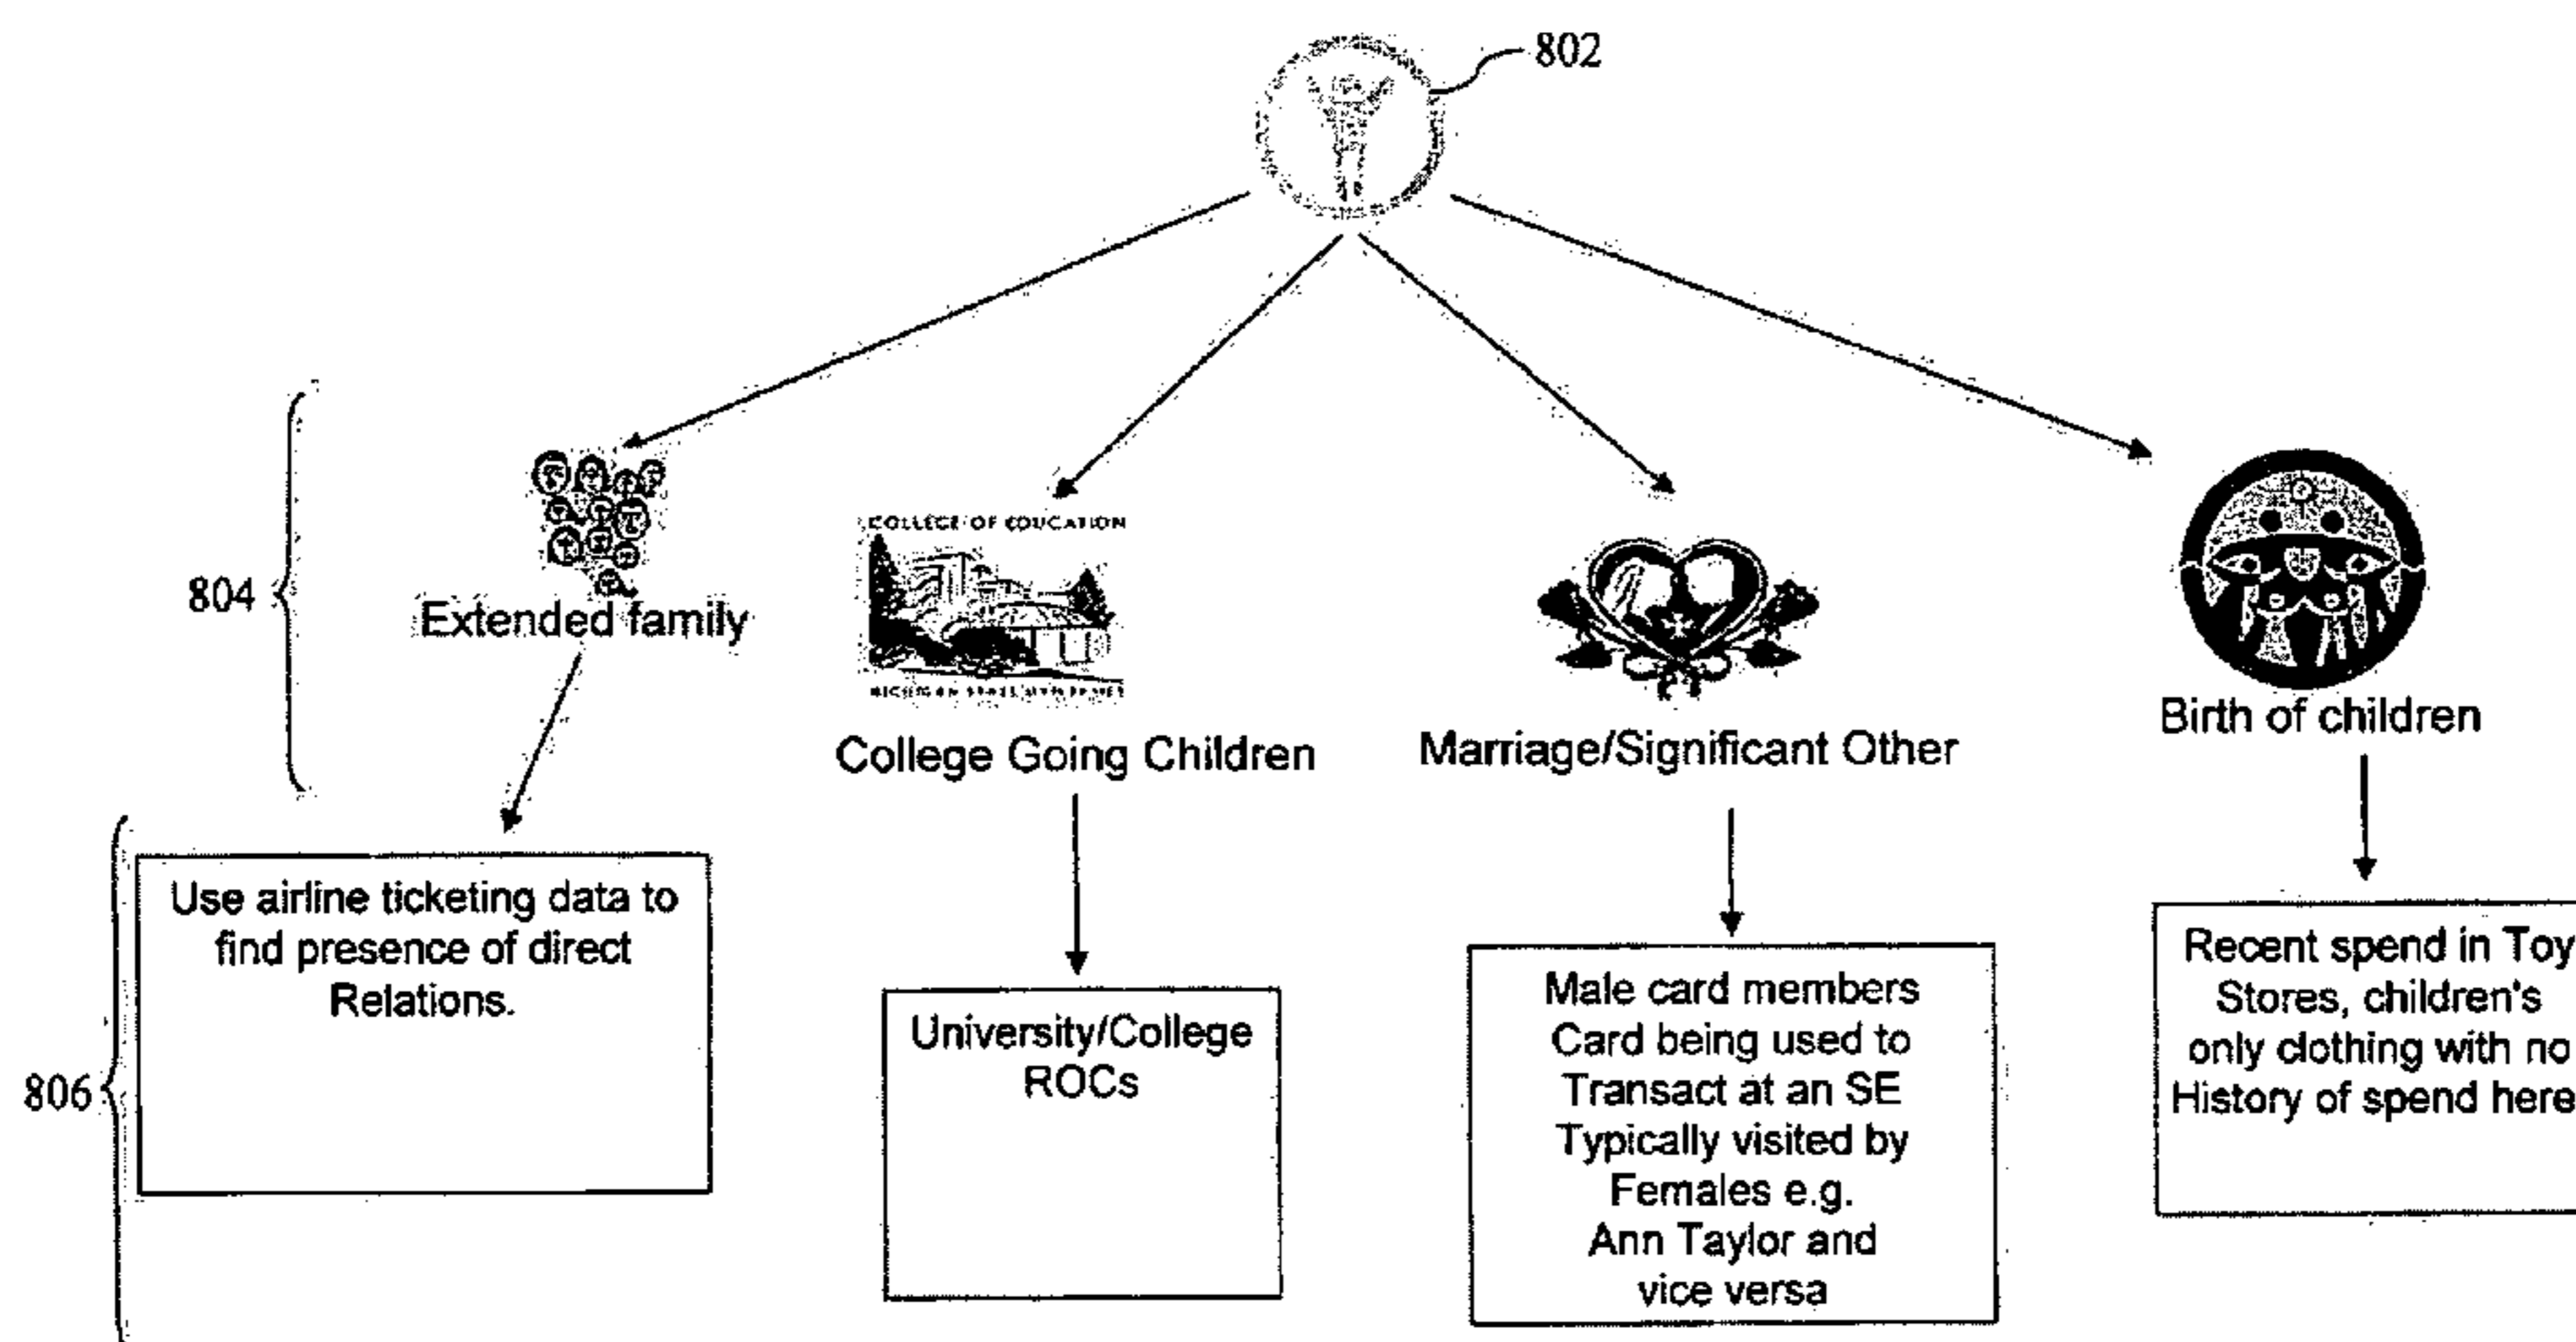 802
804
Extended family
COLLEGE OF EDUCATION
MICHIGAN STATE
College Going Children
Marriage/Significant Other
Birth of children
806
Use airline ticketing data to
find presence of direct
Relations.
University/College
ROCs
Male card members
Card being used to
Transact at an SE
Typically visited by
Females e.g.
Ann Taylor and
vice versa
Recent spend in Toy
Stores, children's
only clothing with no
History of spend here